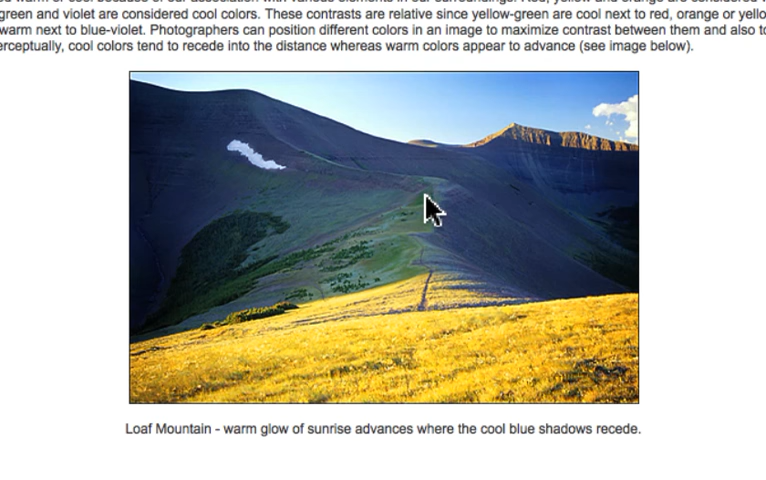 green and violet are considered cool colors. These contrasts are relative since yellow-green are cool next to red, orange or
warm next to blue-violet. Photographers can position different colors in an image to maximize contrast between them and also
cool colors tend to recede into the distance whereas warm colors appear to advance (see image below).
Loaf Mountain - warm glow of sunrise advances where the cool blue shadows recede.